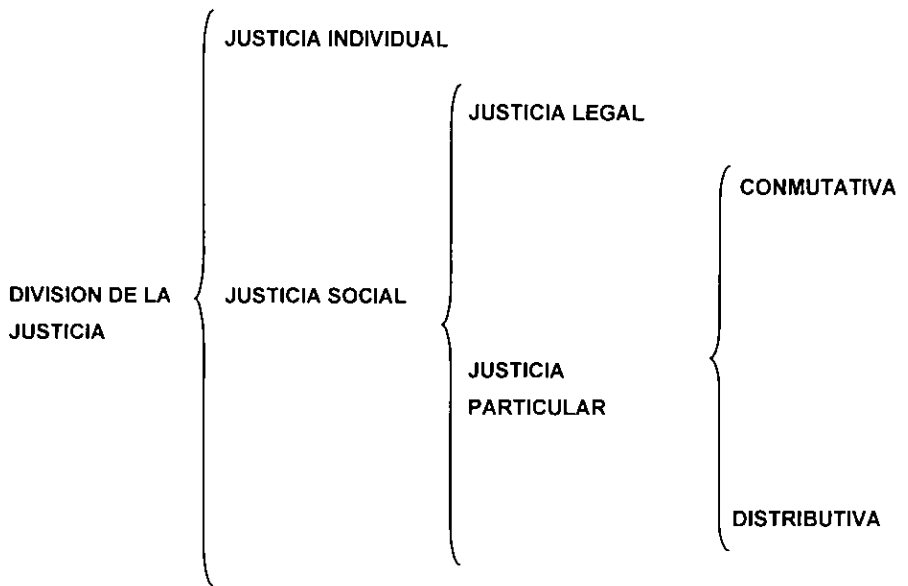 JUSTICIA INDIVIDUAL
JUSTICIA LEGAL
CONMUTATIVA
DIVISION DE LA
JUSTICIA
JUSTICIA SOCIAL
JUSTICIA
PARTICULAR
DISTRIBUTIVA